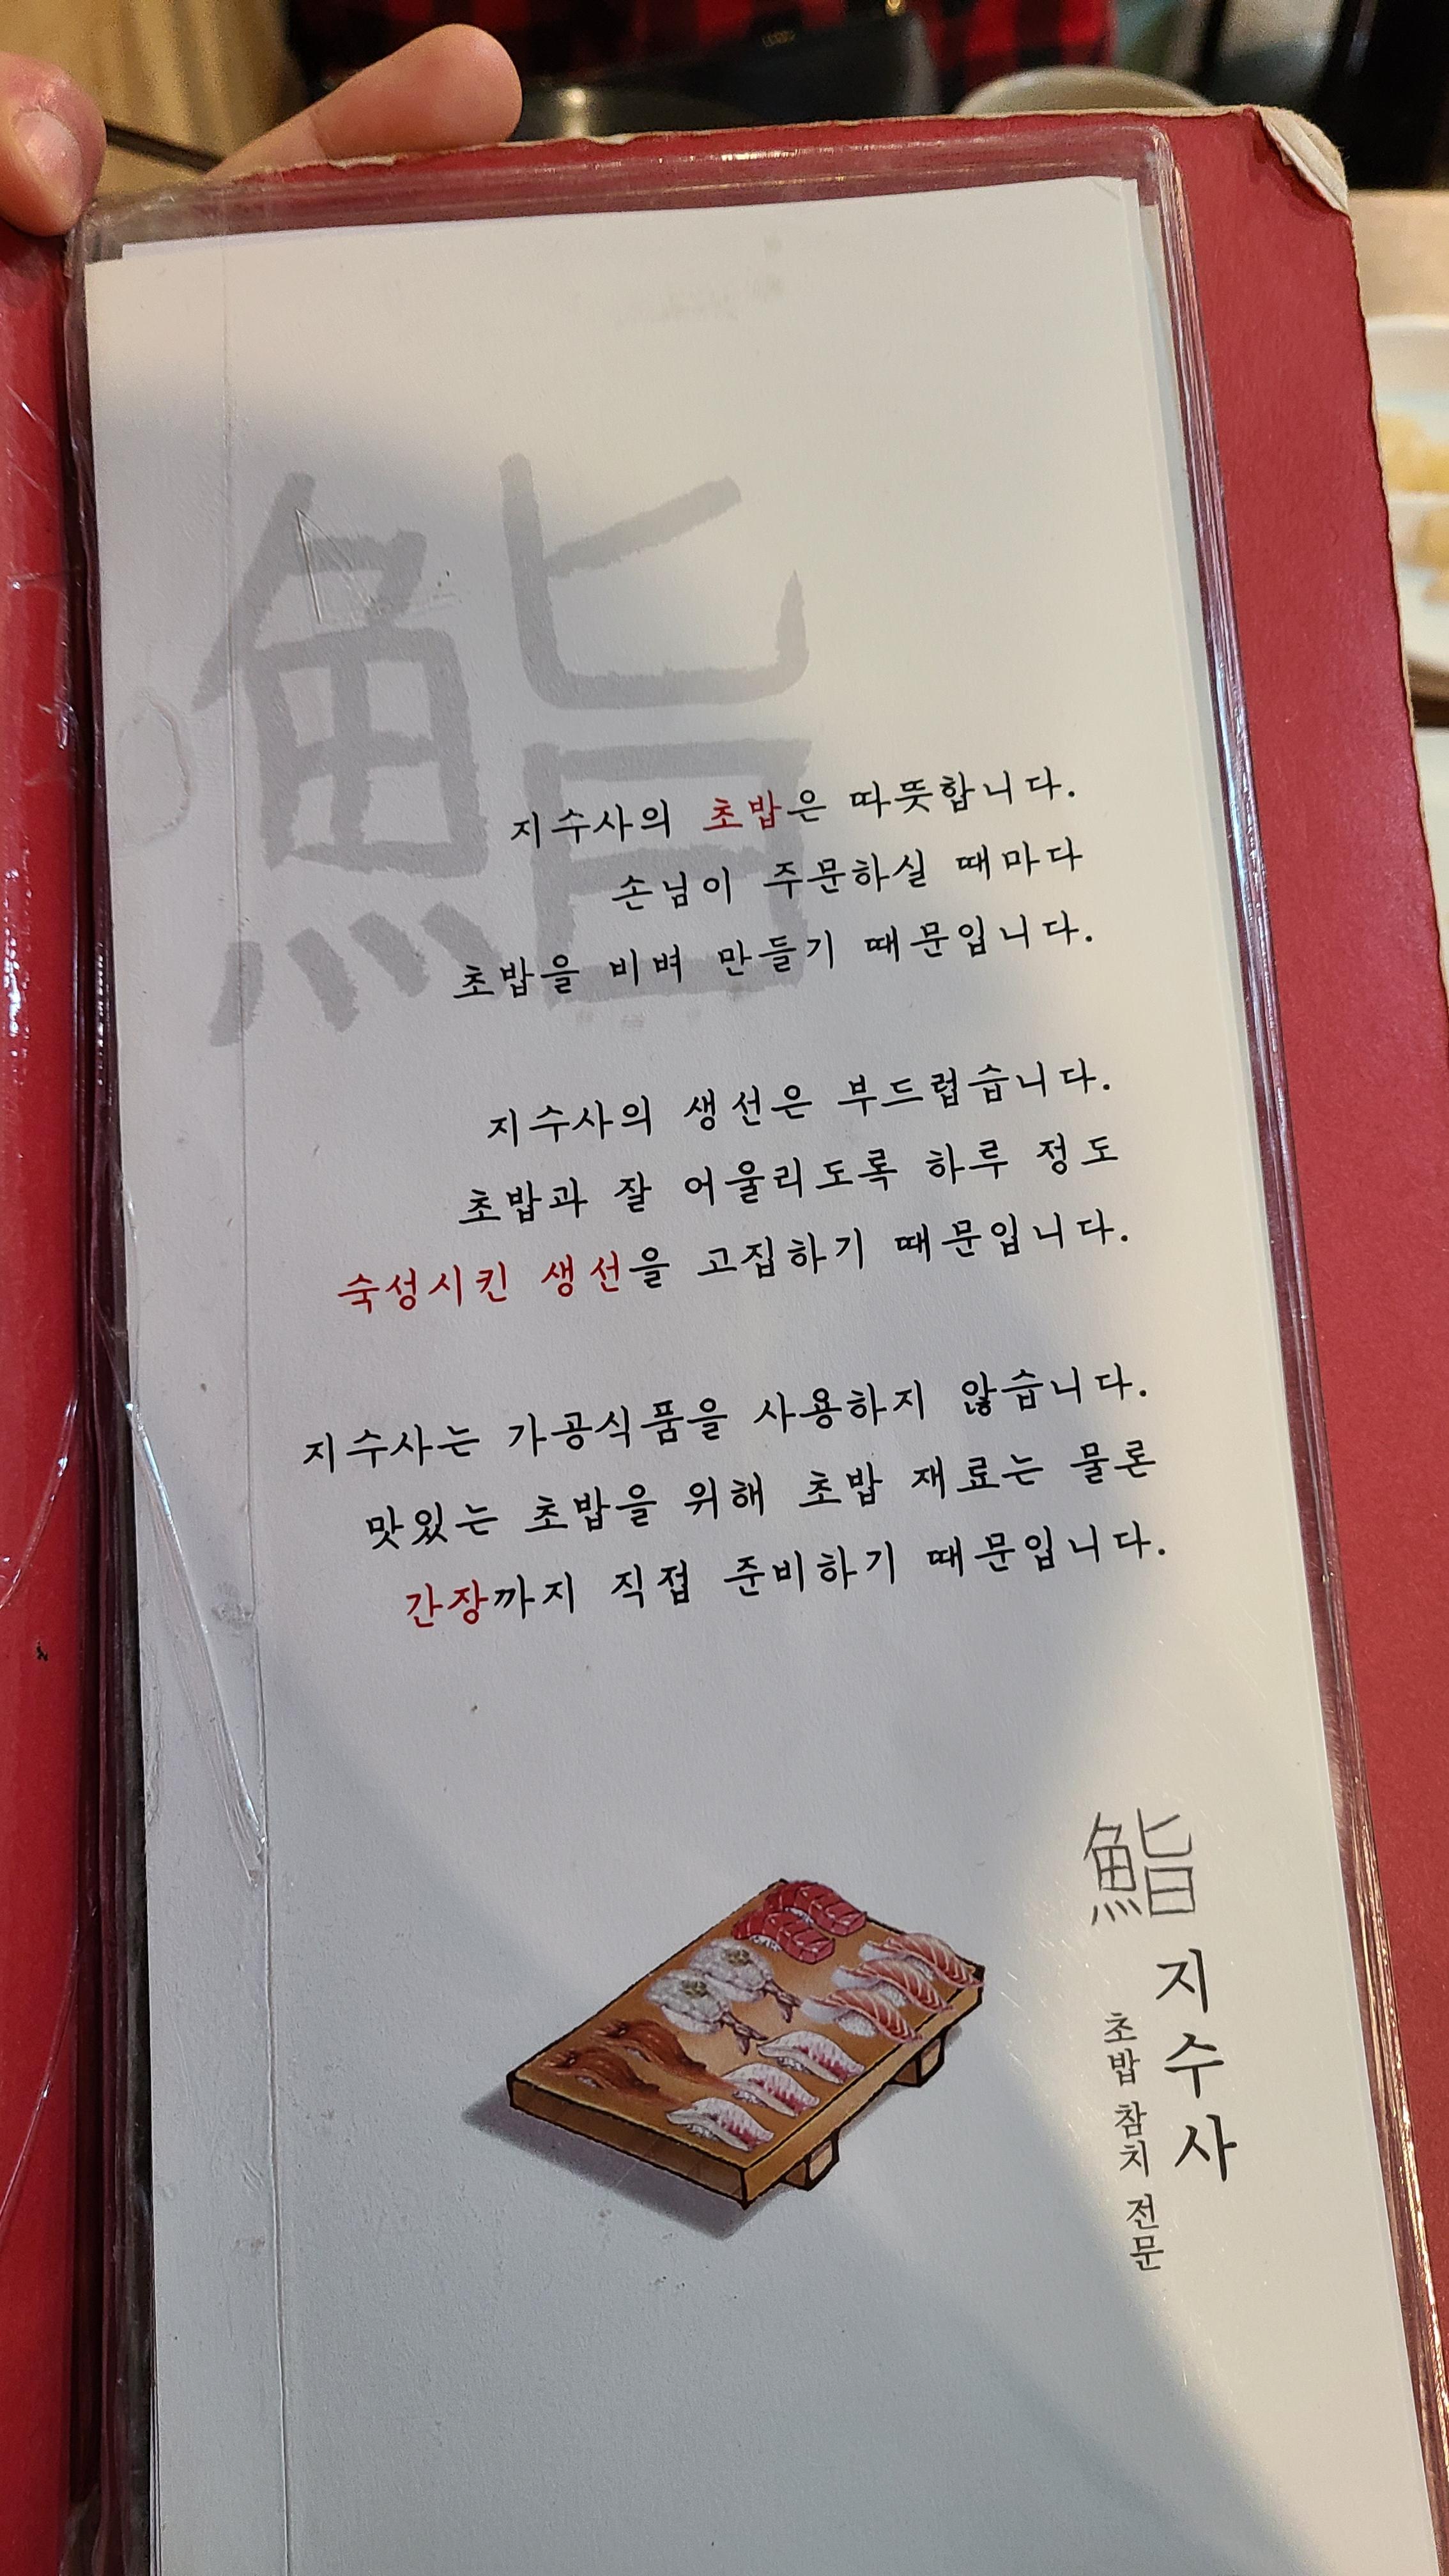 鮨
지수사의 초밥은 따뜻합니다.
손님이 주문하실 때마다
초밥을 비벼 만들기 때문입니다.
지수사의 생선은 부드럽습니다.
초밥과 잘 어울리도록 하루 정도
숙성시킨 생선을 고집하기 때문입니다.
지수사는 가공식품을 사용하지 않습니다.
맛있는 초밥을 위해 초밥 재료는 물론
간장까지 직접 준비하기 때문입니다.
鮨
지수사
초밥 참치 전문